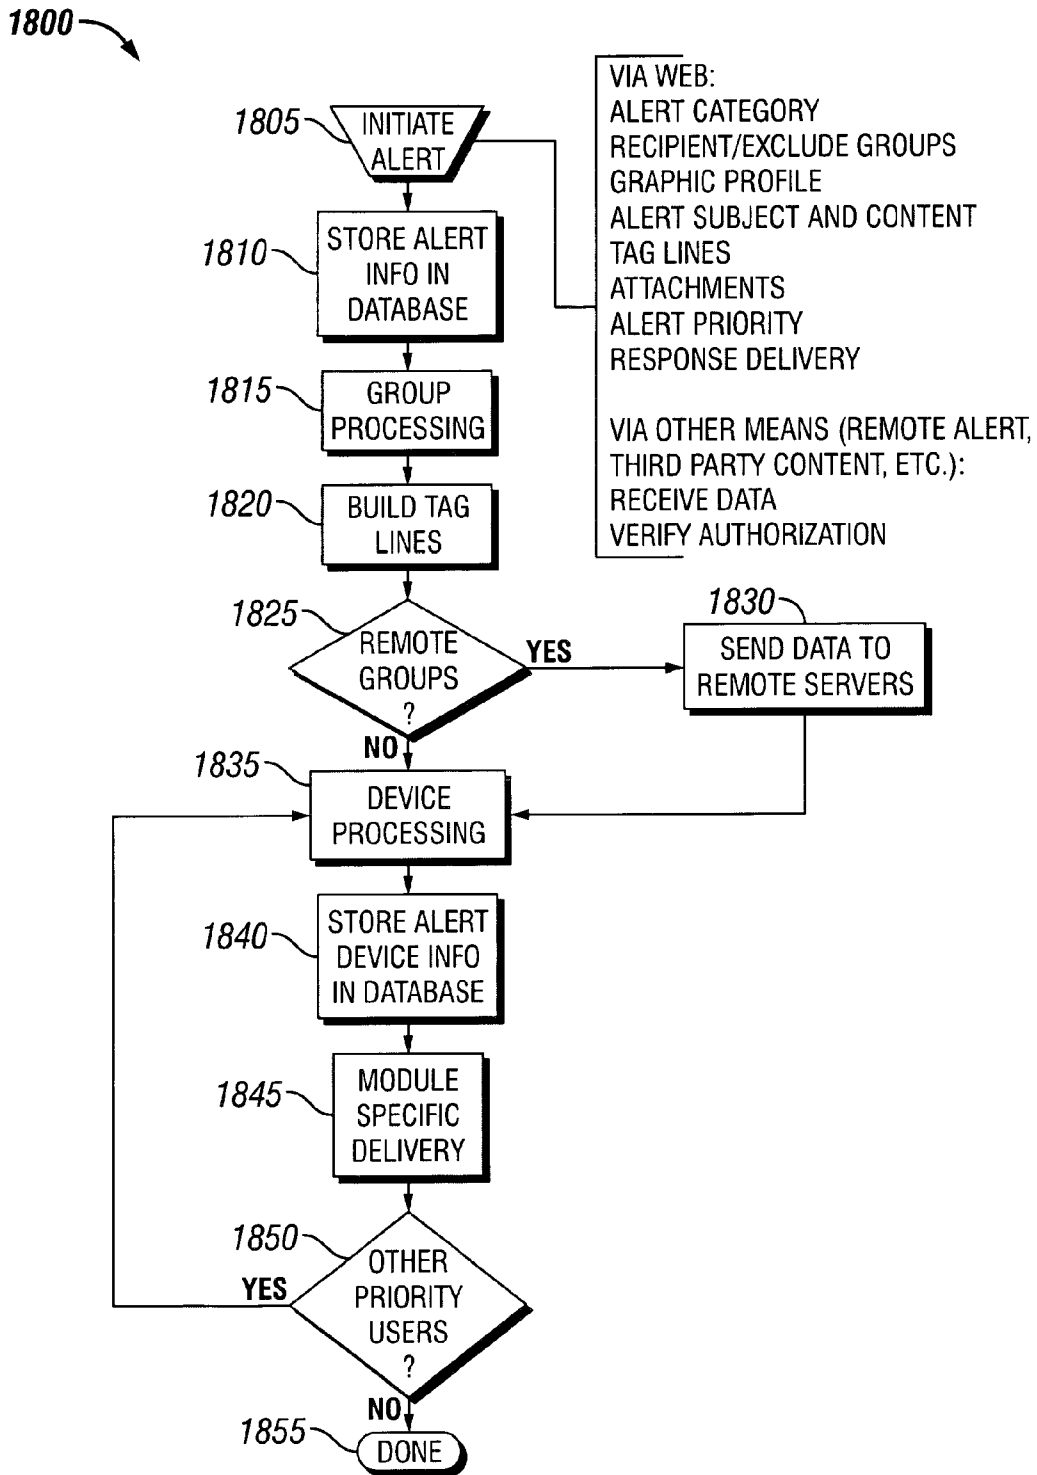 1800
1805
INITIATE
ALERT
VIA WEB:
ALERT CATEGORY
RECIPIENT/EXCLUDE GROUPS
GRAPHIC PROFILE
ALERT SUBJECT AND CONTENT
TAG LINES
ATTACHMENTS
ALERT PRIORITY
RESPONSE DELIVERY
VIA OTHER MEANS (REMOTE ALERT,
THIRD PARTY CONTENT, ETC.):
RECEIVE DATA
VERIFY AUTHORIZATION
1810
STORE ALERT
INFO IN
DATABASE
1815
GROUP
PROCESSING
1820
BUILD TAG
LINES
1825
REMOTE
GROUPS
?
YES
1830
SEND DATA TO
REMOTE SERVERS
NO
1835
DEVICE
PROCESSING
1840
STORE ALERT
DEVICE INFO
IN DATABASE
1845
MODULE
SPECIFIC
DELIVERY
1850
OTHER
PRIORITY
USERS
?
YES
NO
1855
DONE